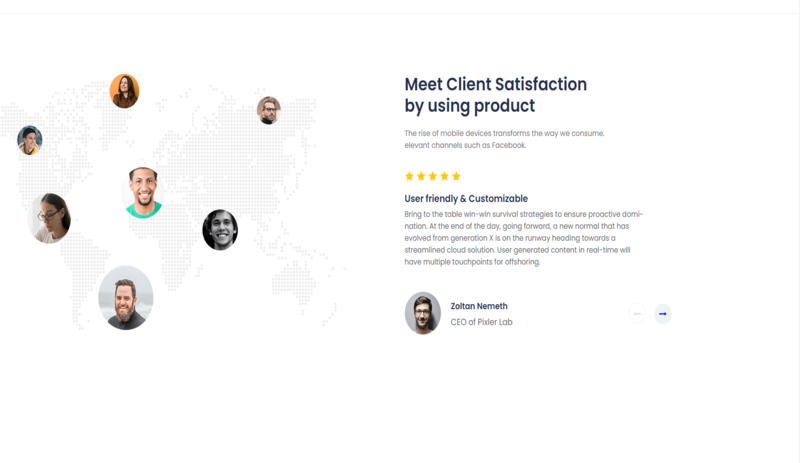 Meet Client Satisfaction
by using product
The rise of mobile devices transforms the way we consume.
elevant channels such as Facebook.
User friendly & Customizable
Bring to the table win-win survival strategies to ensure proactive domi-
nation. At the end of the day, going forward, a new normal that has
evolved from generation X is on the runway heading towards a
streamlined cloud solution. User generated content in real-time will
have multiple touchpoints for offshoring.
Zoltan Nemeth
CEO of Pixler Lab